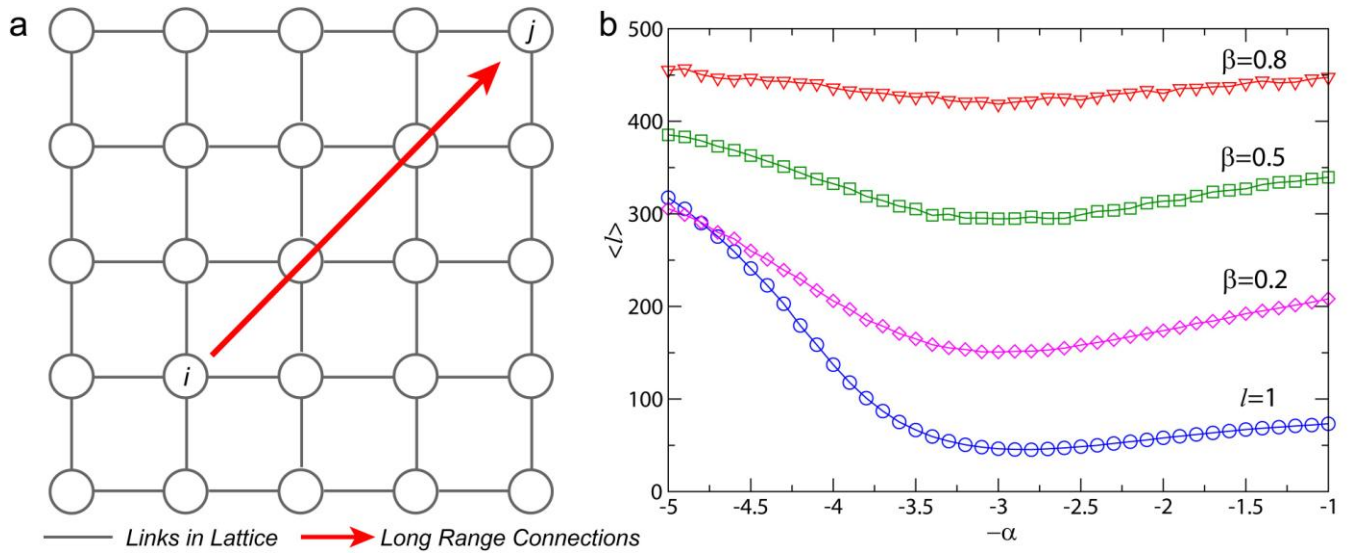 a
j
i
Links in Lattice
Long Range Connections
b
500
400
300
200
100
0
<l>
β=0.8
β=0.5
β=0.2
l=1
-5 -4.5 -4 -3.5 -3 -2.5 -2 -1.5 -1
−α